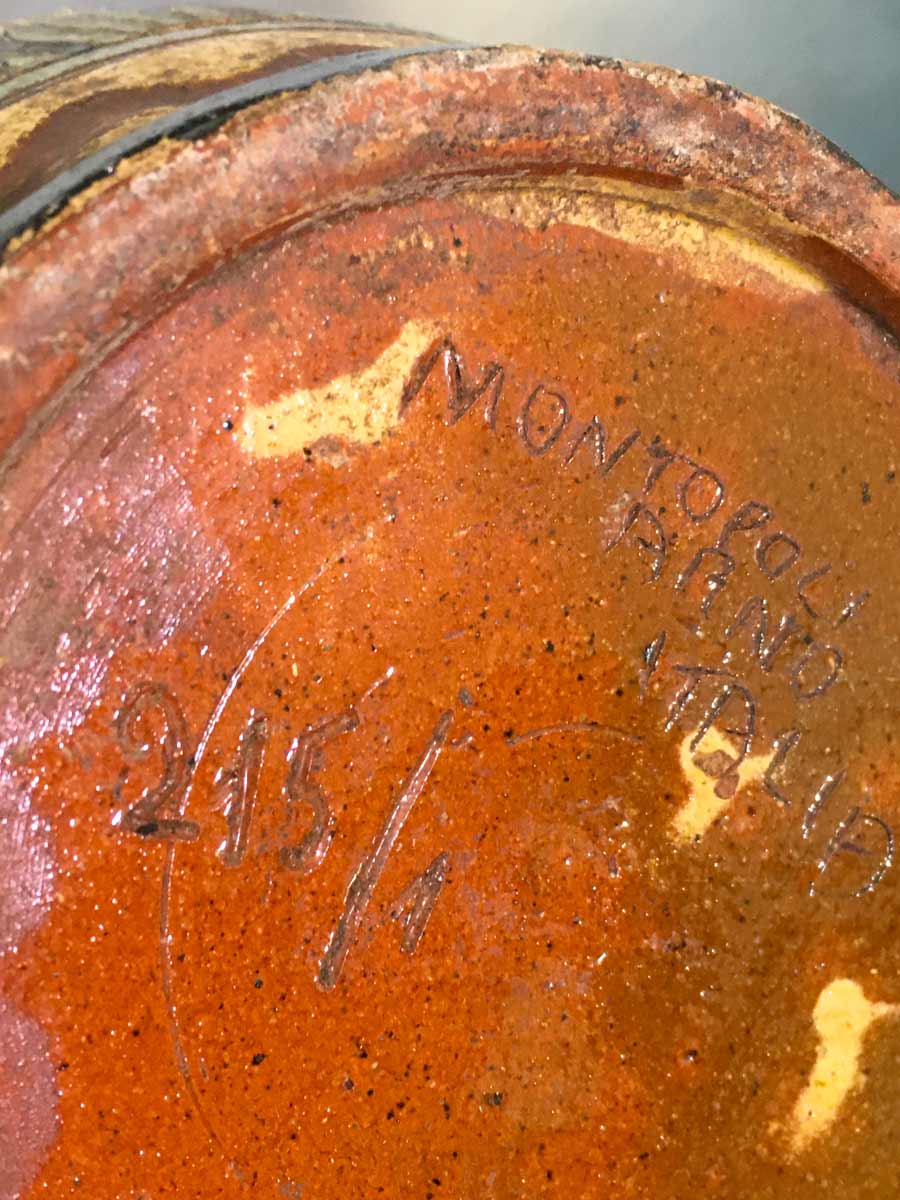 MONTOPOLI
ARNO
ITALIA
215/1